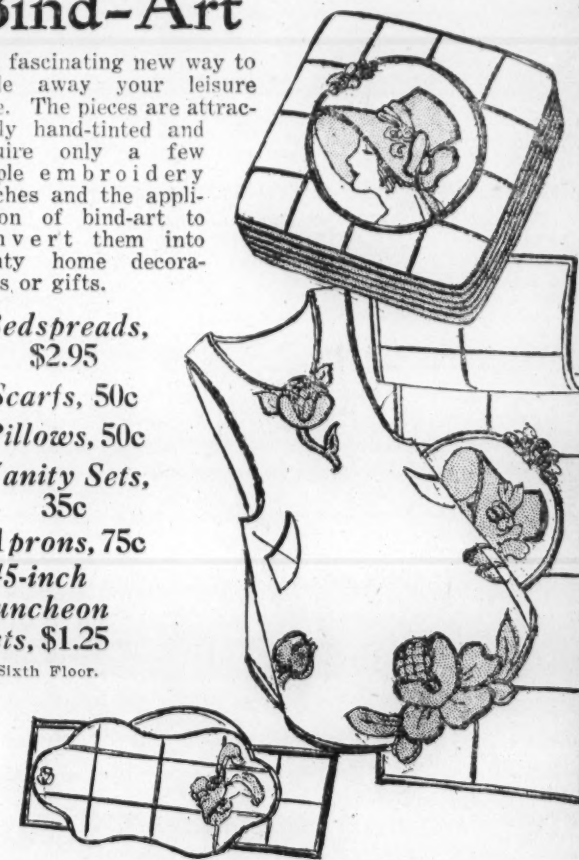 Bind-Art
fascinating new way to
le away your leisure
e. The pieces are attrac-
ly hand-tinted and
uire only a few
ple embroidery
ches and the appli-
on of bind-art to
nvert them into
nty home decora-
s or gifts.
edspreads,
$2.95
Scarfs, 50c
Pillows, 50c
anity Sets,
35c
prons, 75c
5-inch
uncheon
ts, $1.25
Sixth Floor.